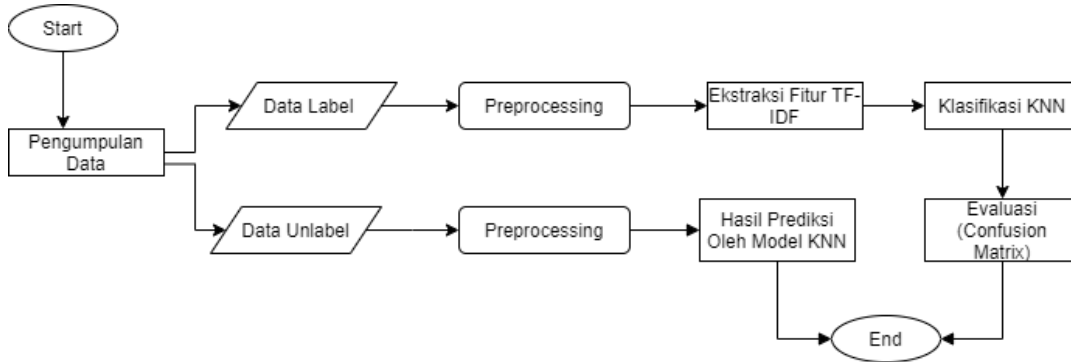 Start
Pengumpulan
Data
Data Label
Preprocessing
Ekstraksi Fitur TF-
IDF
Klasifikasi KNN
Data Unlabel
Preprocessing
Hasil Prediksi
Oleh Model KNN
Evaluasi
(Confusion
Matrix)
End